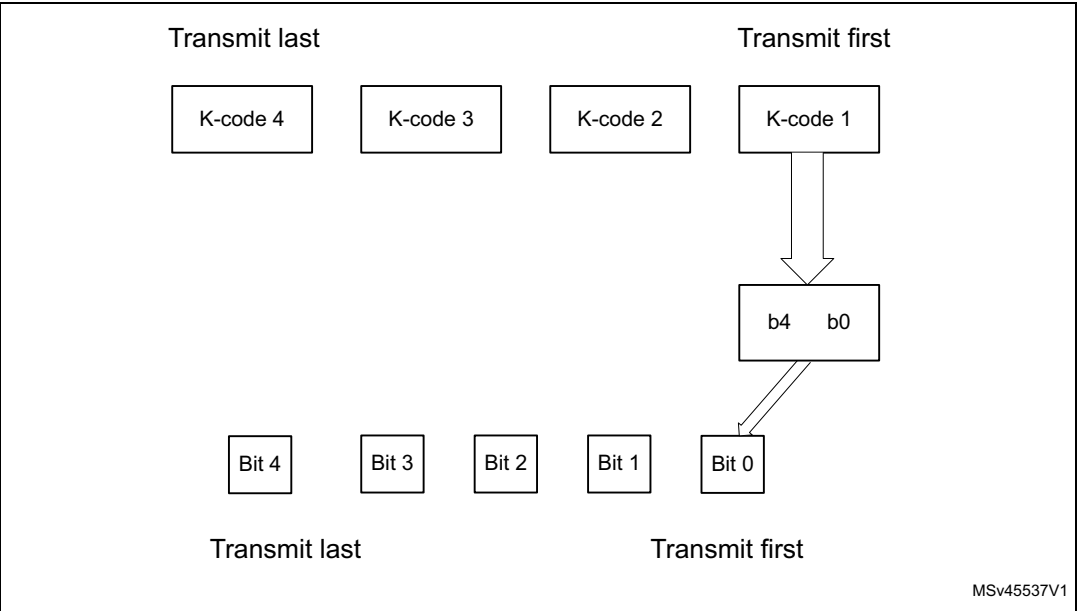 Transmit last Transmit first
K-code 4 K-code 3 K-code 2 K-code 1
b4 b0
Bit 4 Bit 3 Bit 2 Bit 1 Bit 0
Transmit last Transmit first
MSv45537V1